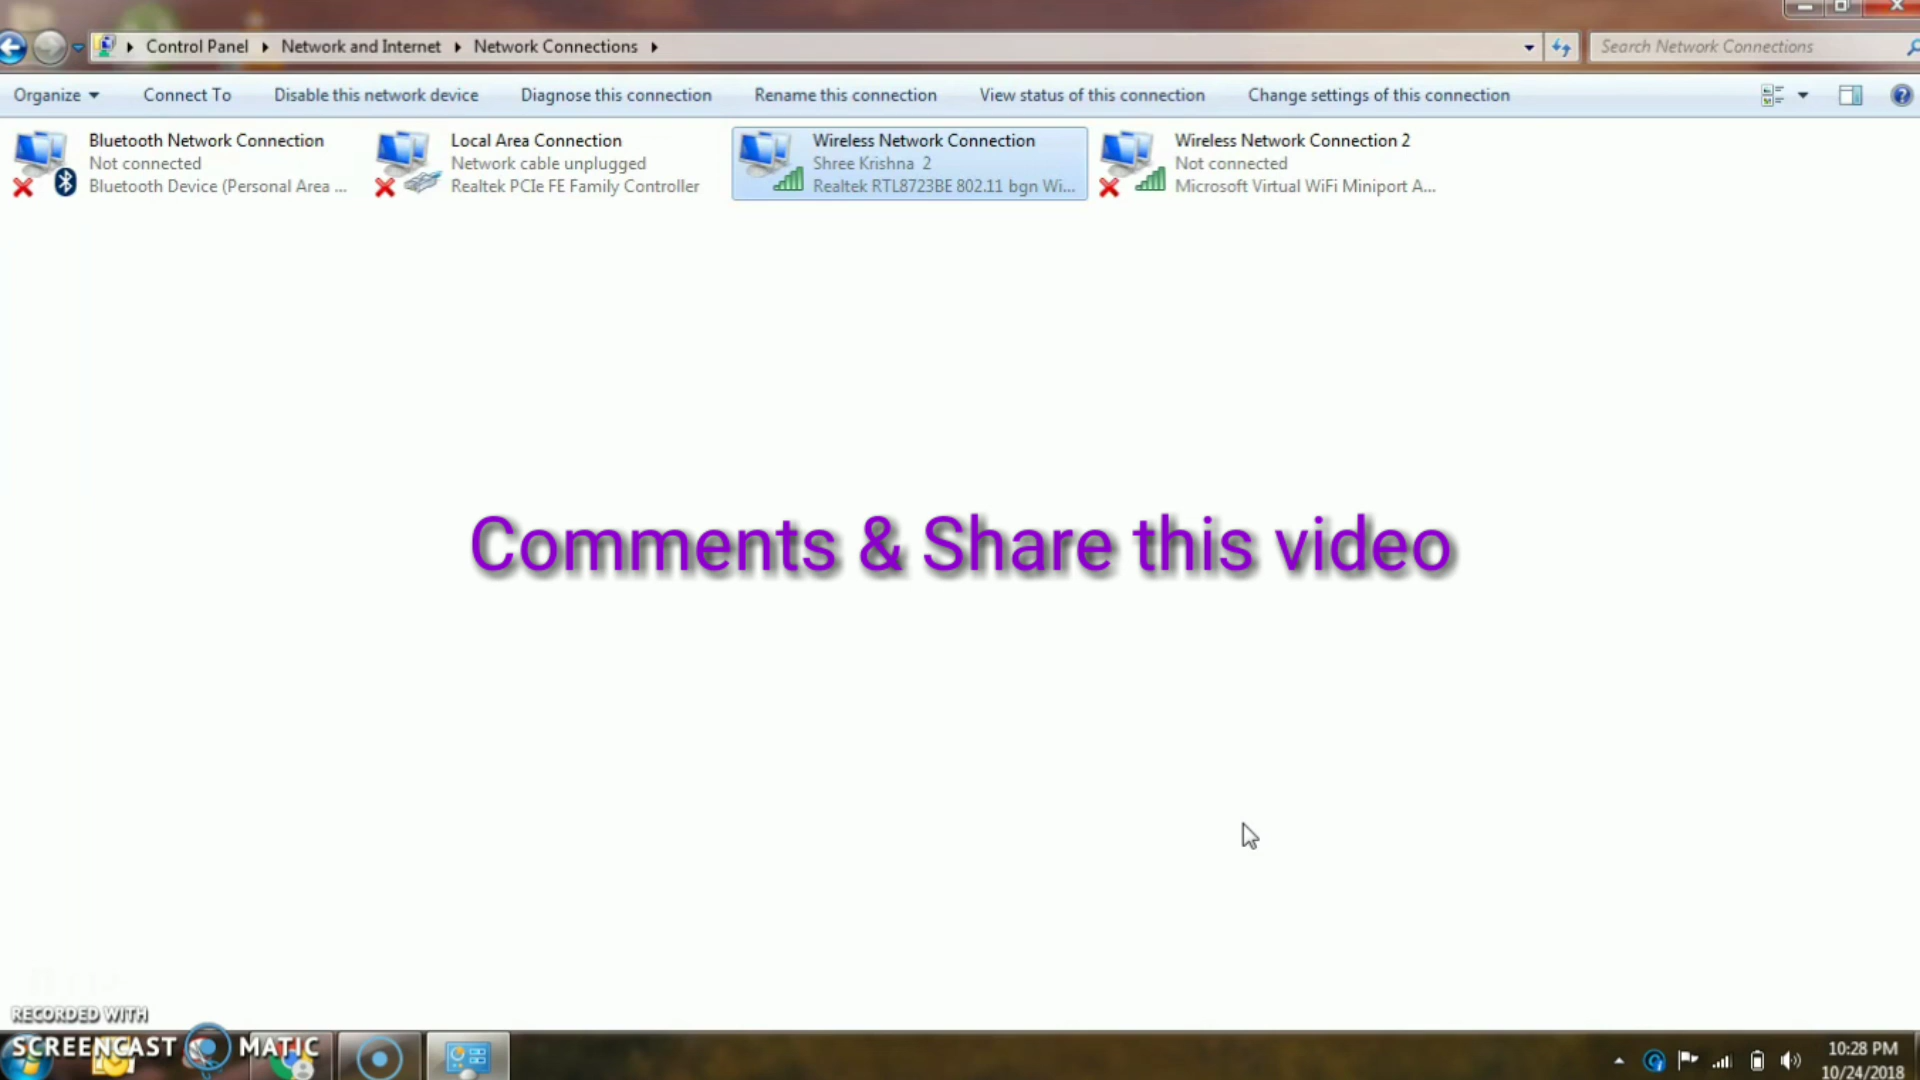 Control Panel Network and Internet Network Connections
Search Network Connections
Organize Connect To Disable this network device Diagnose this connection Rename this connection View status of this connection Change settings of this connection
Bluetooth Network Connection
Not connected
Bluetooth Device (Personal Area ...
Local Area Connection
Network cable unplugged
Realtek PCIe FE Family Controller
Wireless Network Connection
Shree Krishna 2
Realtek RTL8723BE 802.11 bgn Wi...
Wireless Network Connection 2
Not connected
Microsoft Virtual WiFi Miniport A...
Comments & Share this video
RECORDED WITH
SCREENCAST MATIC
10:28 PM
10/24/2018